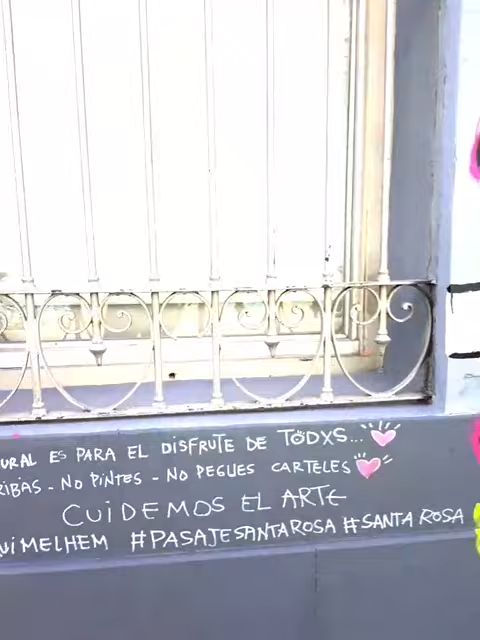 URAL ES PARA EL DISFRUTE DE TODXS...
RIBAS - NO PINTES - NO PEGUES CARTELES
CUIDEMOS EL ARTE
UIMELHEM #PASAJESANTAROSA #SANTA ROSA